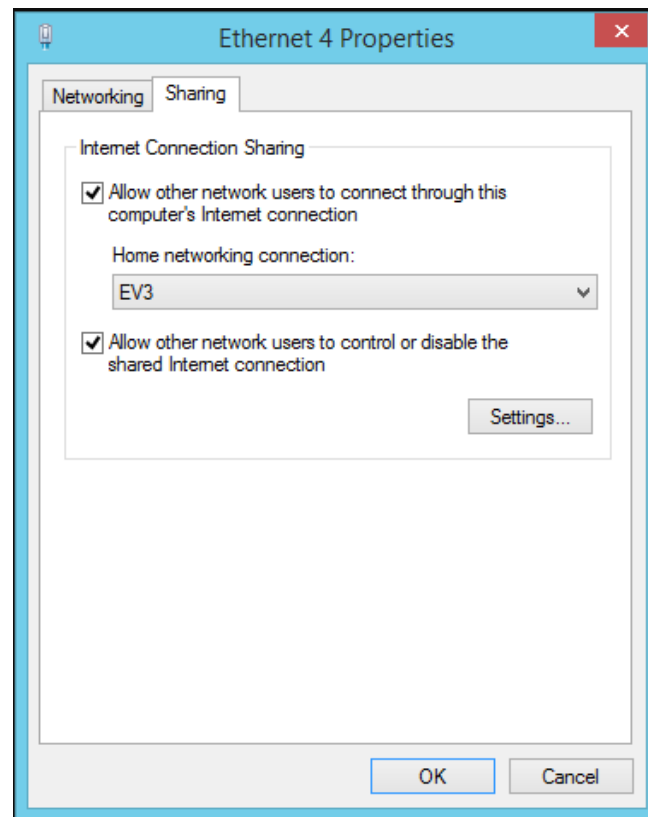 Ethernet 4 Properties
Networking
Sharing
Internet Connection Sharing
Allow other network users to connect through this
computer's Internet connection
Home networking connection:
EV3
Allow other network users to control or disable the
shared Internet connection
Settings...
OK
Cancel